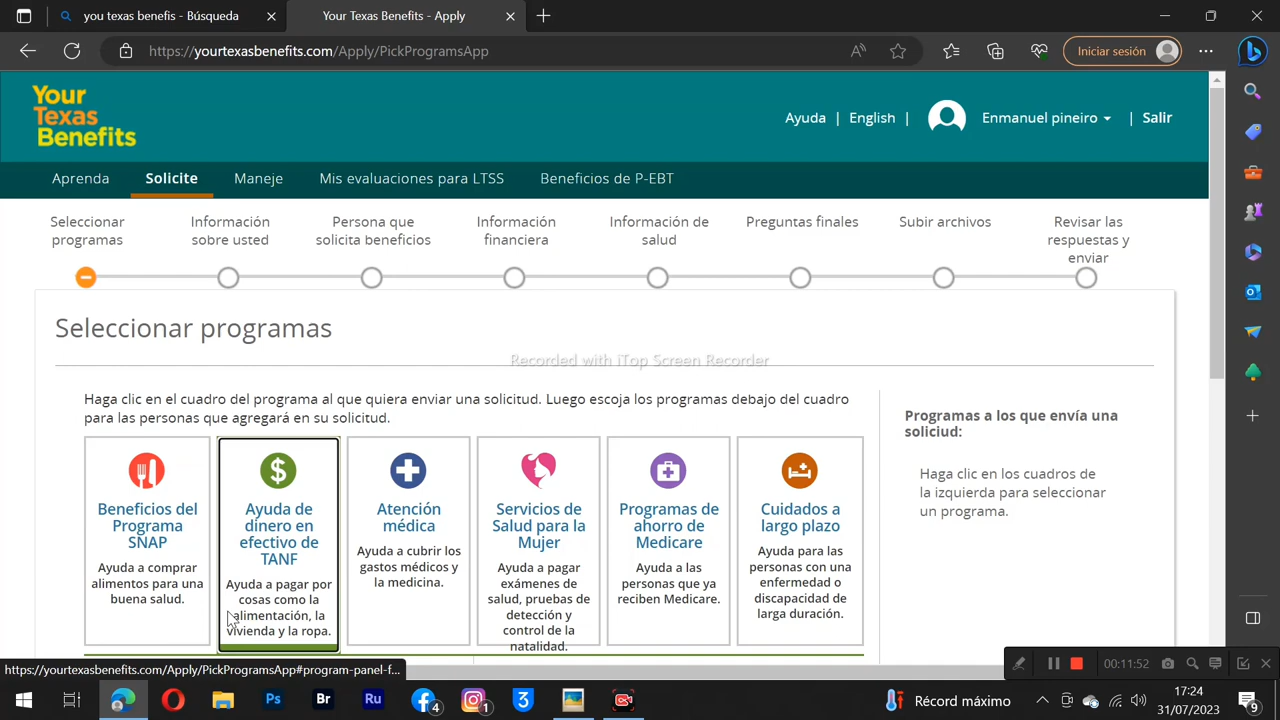 you texas benefis - Búsqueda
Your Texas Benefits - Apply
https://yourtexasbenefits.com/Apply/PickProgramsApp
Iniciar sesión
Your
Texas
Benefits
Ayuda | English | Enmanuel pineiro | Salir
Aprenda Solicite Maneje Mis evaluaciones para LTSS Beneficios de P-EBT
Seleccionar
programas
Información
sobre usted
Persona que
solicita beneficios
Información
financiera
Información de
salud
Preguntas finales
Subir archivos
Revisar las
respuestas y
enviar
Seleccionar programas
Recorded with iTop Screen Recorder
Haga clic en el cuadro del programa al que quiera enviar una solicitud. Luego escoja los programas debajo del cuadro
para las personas que agregará en su solicitud.
Beneficios del
Programa
SNAP
Ayuda a comprar
alimentos para una
buena salud.
Ayuda de
dinero en
efectivo de
TANF
Ayuda a pagar por
cosas como la
alimentación, la
vivienda y la ropa.
Atención
médica
Ayuda a cubrir los
gastos médicos y
la medicina.
Servicios de
Salud para la
Mujer
Ayuda a pagar
exámenes de
salud, pruebas de
detección y
control de la
natalidad.
Programas de
ahorro de
Medicare
Ayuda a las
personas que ya
reciben Medicare.
Cuidados a
largo plazo
Ayuda para las
personas con una
enfermedad o
discapacidad de
larga duración.
Programas a los que envía una
soliciud:
Haga clic en los cuadros de
la izquierda para seleccionar
un programa.
https://yourtexasbenefits.com/Apply/PickProgramsApp#program-panel-f...
00:11:52
Ps
Br
Ru
4
1
3
Récord máximo
17:24
31/07/2023
9